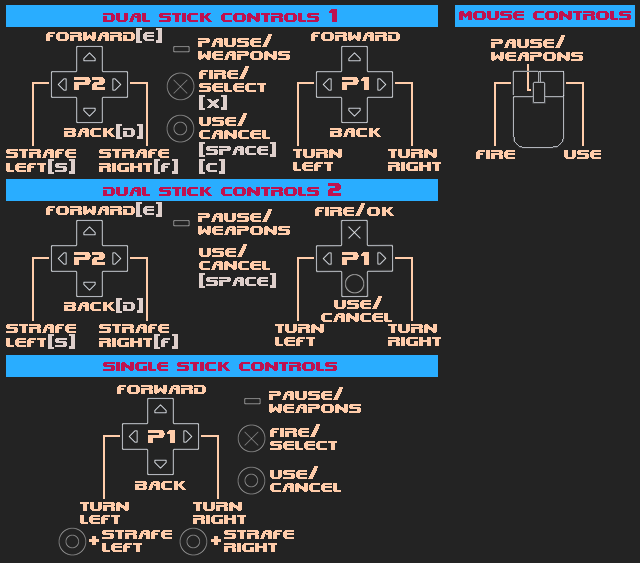 DUAL STICK CONTROLS 1
FORWARD[E]
P2
BACK[D]
STRAFE
LEFT[S]
STRAFE
RIGHT[F]
PAUSE/
WEAPONS
FIRE/
SELECT
[X]
USE/
CANCEL
[SPACE]
[C]
FORWARD
P1
BACK
TURN
LEFT
TURN
RIGHT
MOUSE CONTROLS
PAUSE/
WEAPONS
FIRE
USE
DUAL STICK CONTROLS 2
FORWARD[E]
P2
BACK[D]
STRAFE
LEFT[S]
STRAFE
RIGHT[F]
PAUSE/
WEAPONS
USE/
CANCEL
[SPACE]
FIRE/OK
P1
USE/
CANCEL
TURN
LEFT
TURN
RIGHT
SINGLE STICK CONTROLS
FORWARD
P1
BACK
TURN
LEFT
TURN
RIGHT
+STRAFE
LEFT
+STRAFE
RIGHT
PAUSE/
WEAPONS
FIRE/
SELECT
USE/
CANCEL